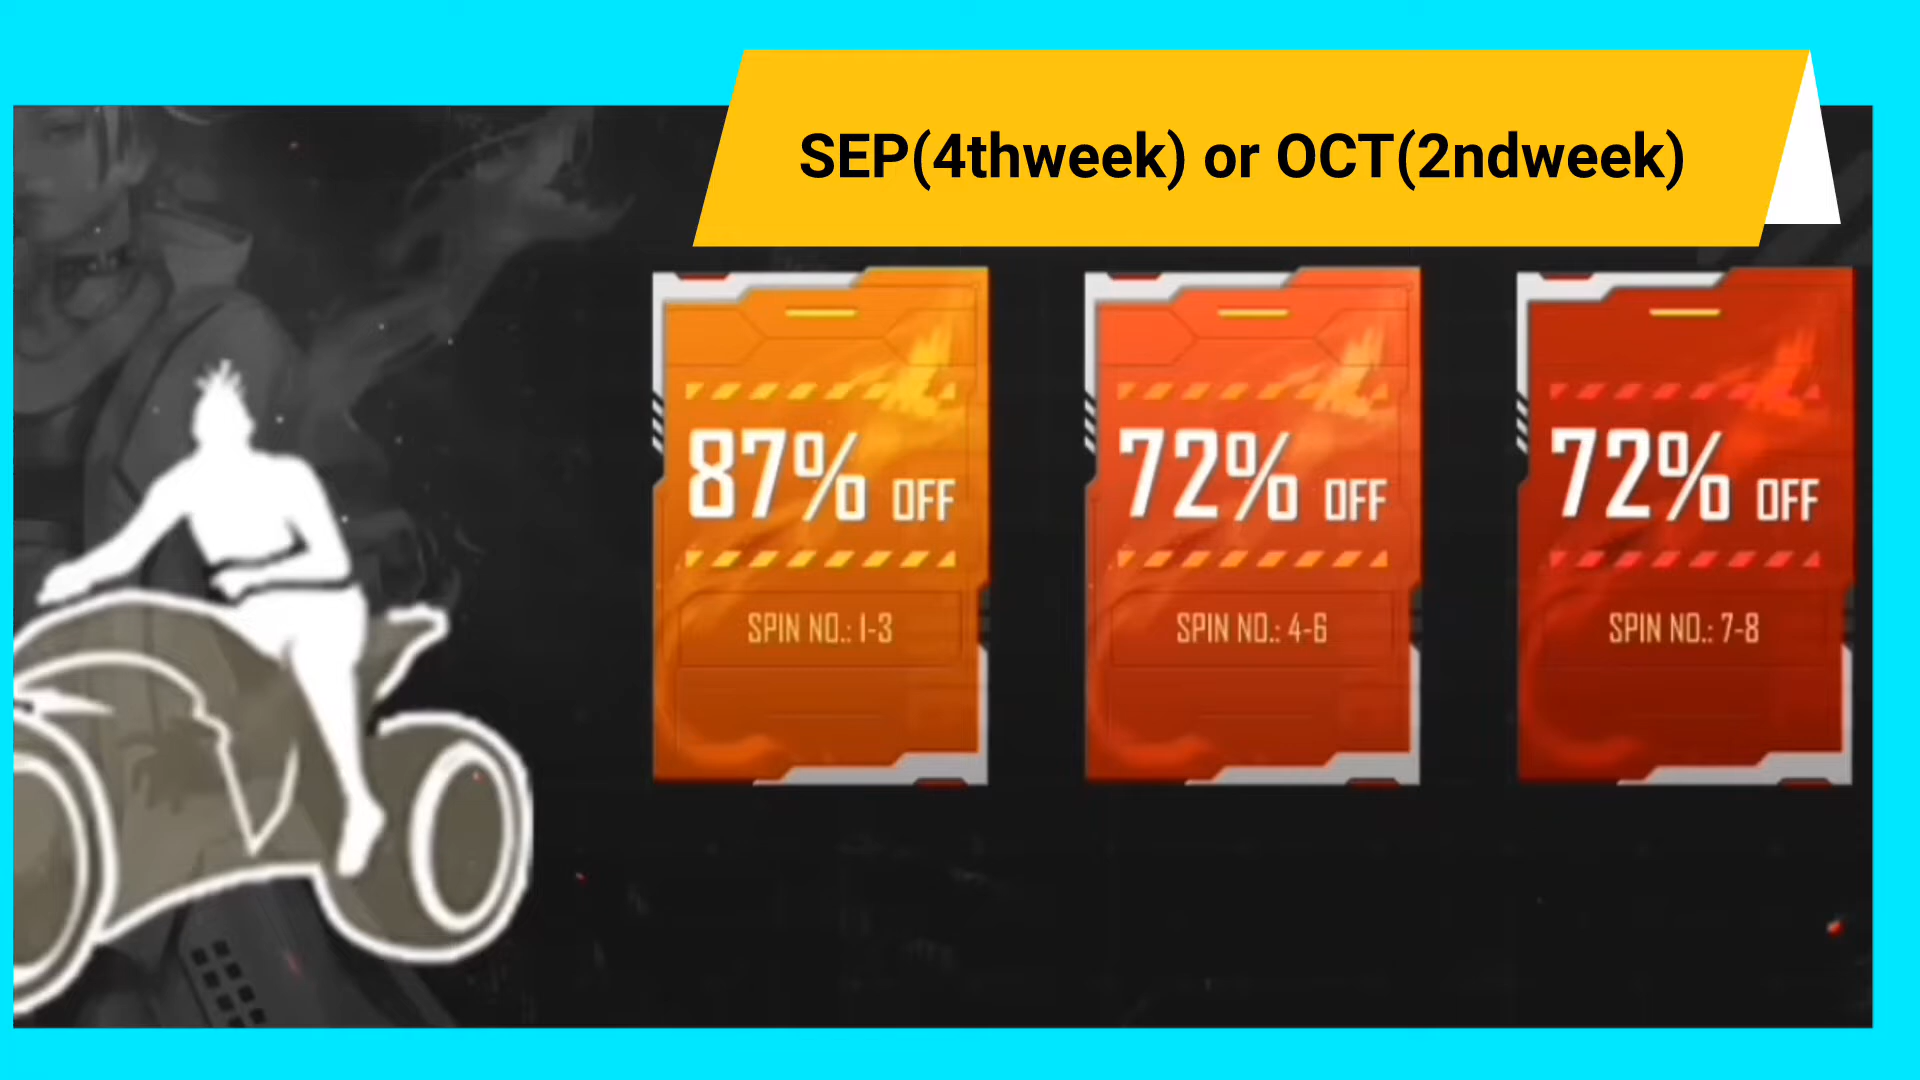 SEP(4thweek) or OCT(2ndweek)
87% OFF
SPIN NO.: 1-3
72% OFF
SPIN NO.: 4-6
72% OFF
SPIN NO.: 7-8